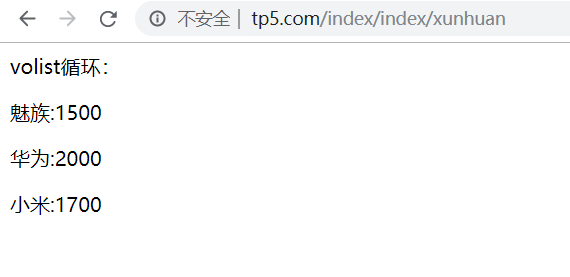 不安全 | tp5.com/index/index/xunhuan
volist循环：
魅族:1500
华为:2000
小米:1700